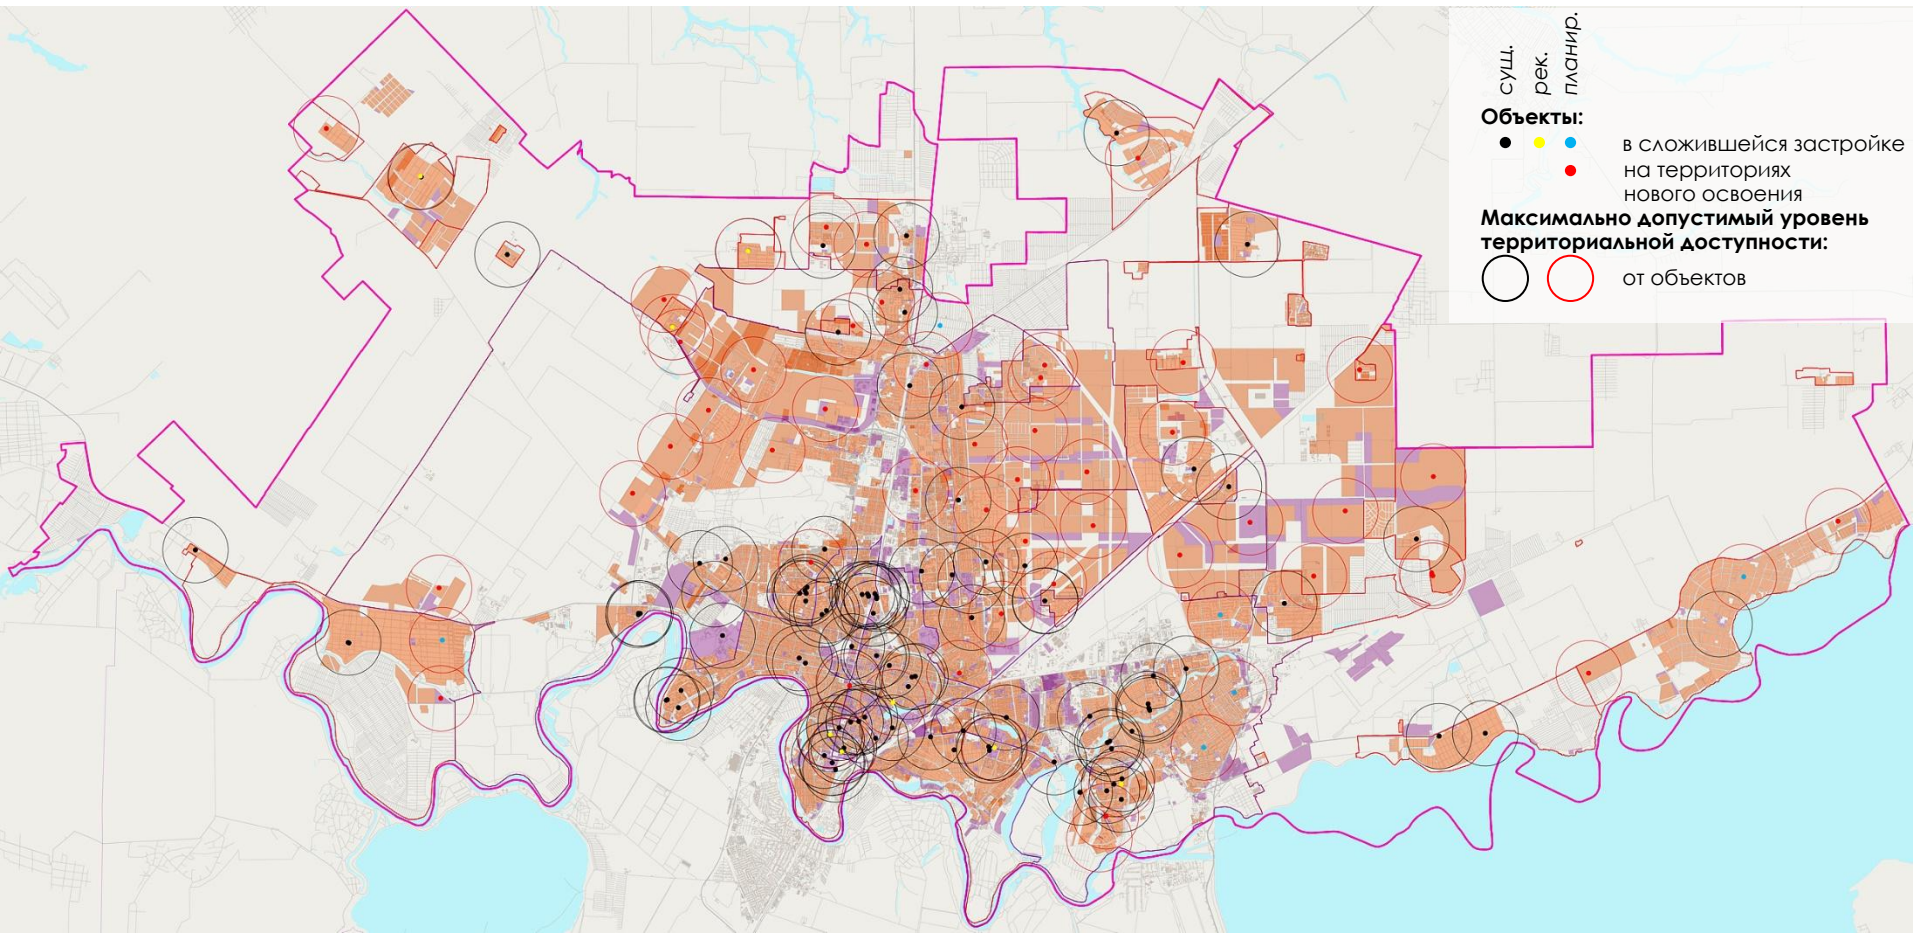 сущ.
рек.
планир.
Объекты:
в сложившейся застройке
на территориях
нового освоения
Максимально допустимый уровень
территориальной доступности:
от объектов